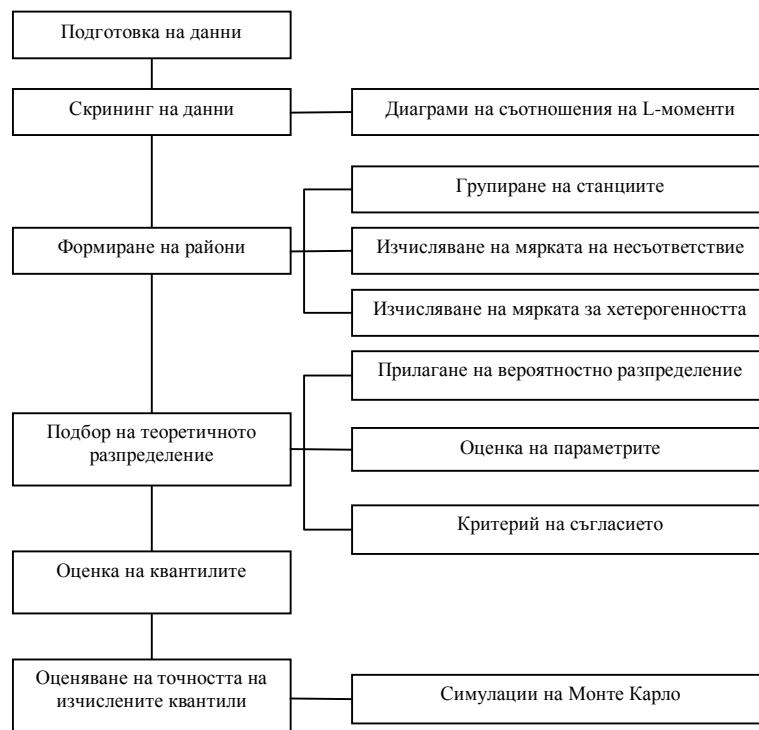 Подготовка на данни
Скрининг на данни
Диаграми на съотношения на L-моменти
Групиране на станциите
Формиране на райони
Изчисляване на мярката на несъответствие
Изчисляване на мярката за хетерогенността
Прилагане на вероятностно разпределение
Подбор на теоретичното
разпределение
Оценка на параметрите
Критерий на съгласието
Оценка на квантилите
Оценяване на точността на
изчислените квантили
Симулации на Монте Карло